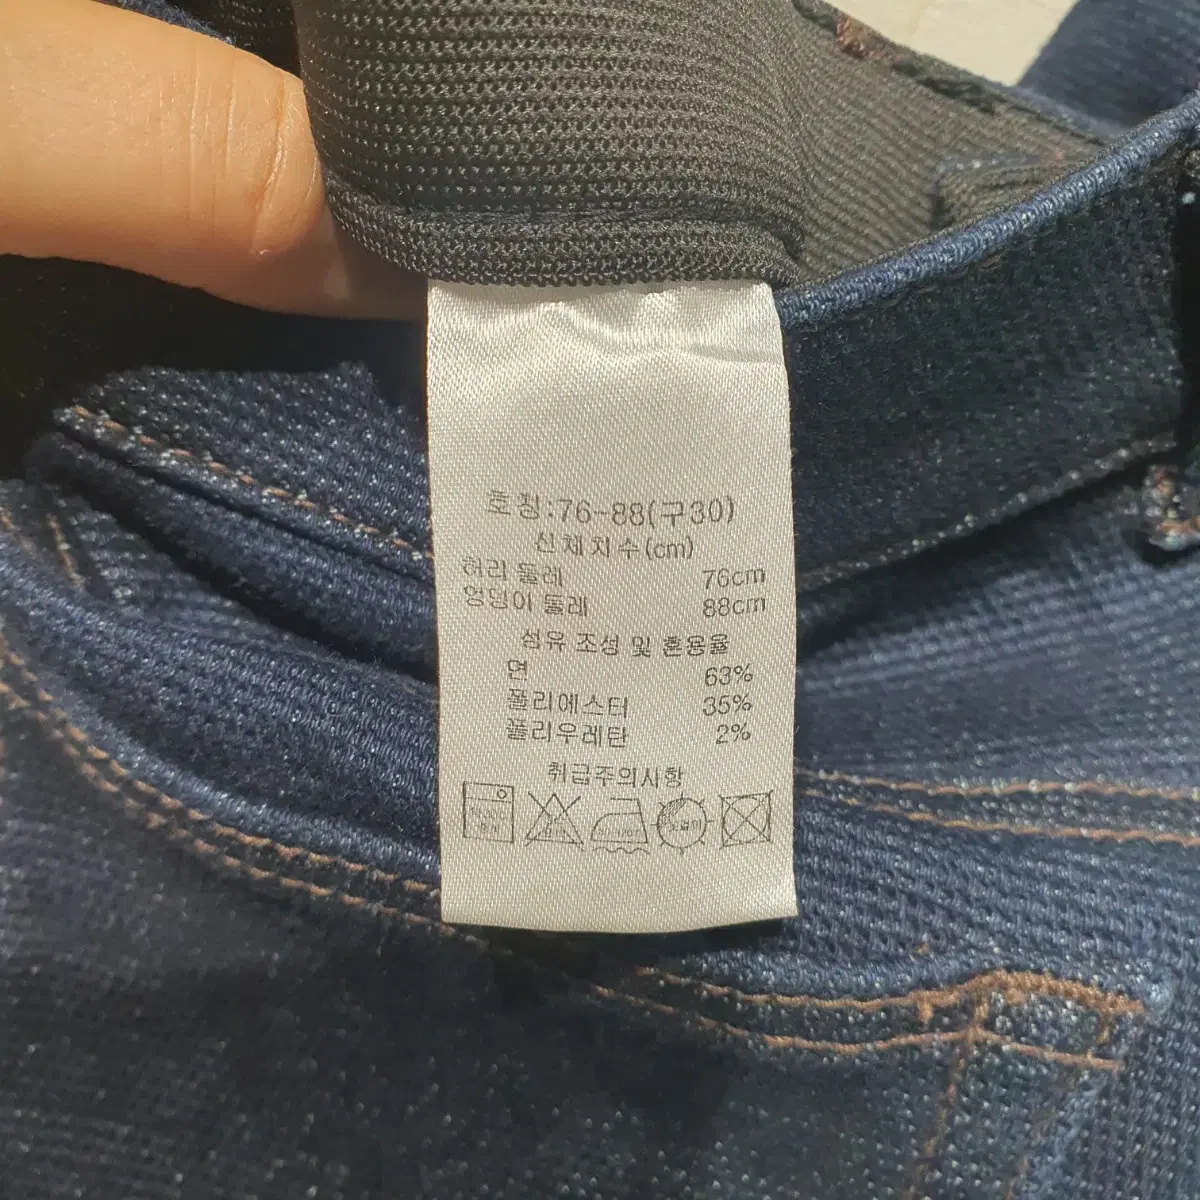 호칭:76-88(구30)
신체치수(cm)
허리 둘레 76cm
엉덩이 둘레 88cm
섬유 조성 및 혼용율
면 63%
폴리에스터 35%
폴리우레탄 2%
취급주의사항